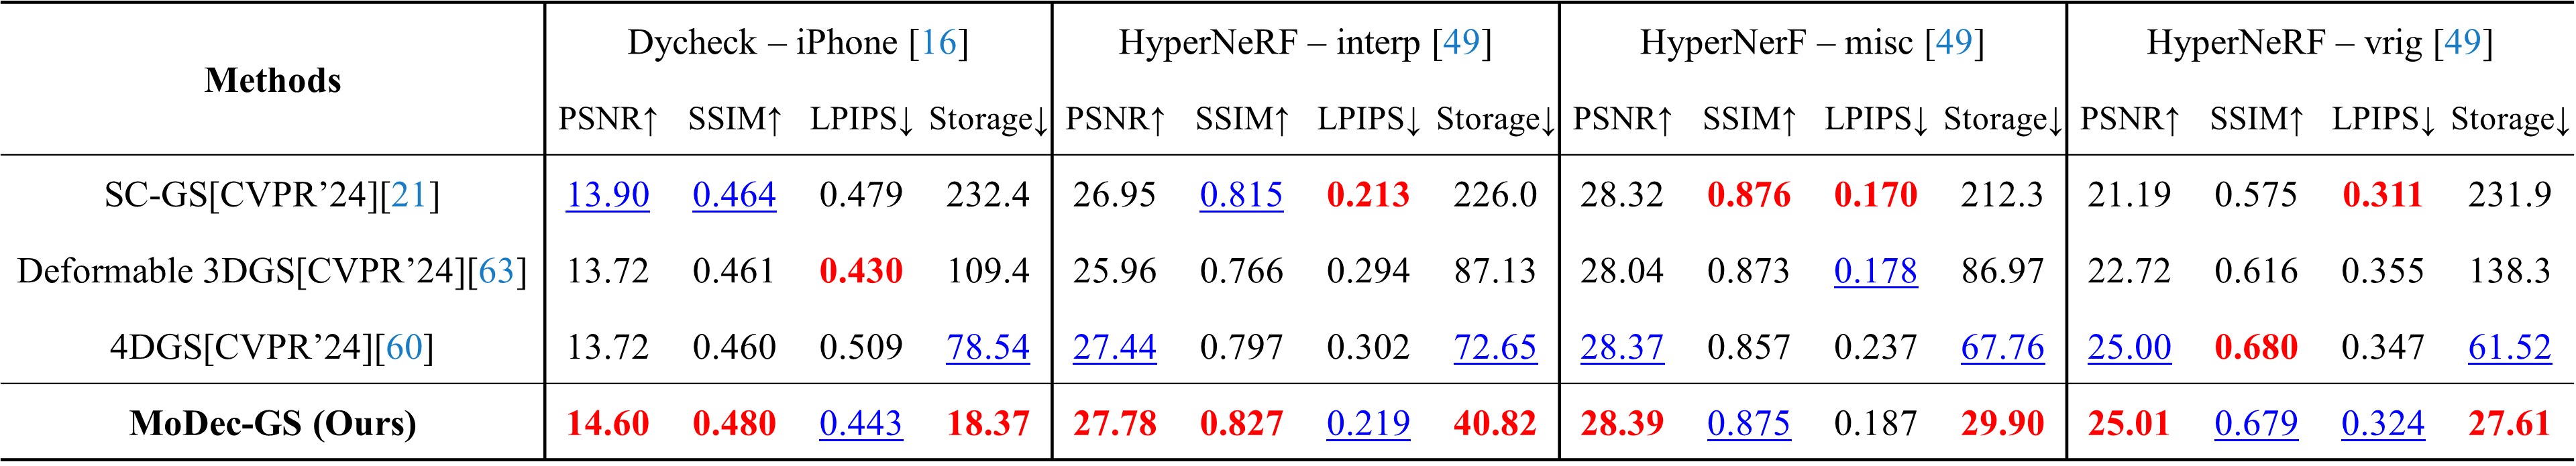 Methods Dycheck – iPhone [16] HyperNeRF – interp [49] HyperNerF – misc [49] HyperNeRF – vrig [49]
PSNR↑ SSIM↑ LPIPS↓ Storage↓ PSNR↑ SSIM↑ LPIPS↓ Storage↓ PSNR↑ SSIM↑ LPIPS↓ Storage↓ PSNR↑ SSIM↑ LPIPS↓ Storage↓
SC-GS[CVPR’24][21] 13.90 0.464 0.479 232.4 26.95 0.815 0.213 226.0 28.32 0.876 0.170 212.3 21.19 0.575 0.311 231.9
Deformable 3DGS[CVPR’24][63] 13.72 0.461 0.430 109.4 25.96 0.766 0.294 87.13 28.04 0.873 0.178 86.97 22.72 0.616 0.355 138.3
4DGS[CVPR’24][60] 13.72 0.460 0.509 78.54 27.44 0.797 0.302 72.65 28.37 0.857 0.237 67.76 25.00 0.680 0.347 61.52
MoDec-GS (Ours) 14.60 0.480 0.443 18.37 27.78 0.827 0.219 40.82 28.39 0.875 0.187 29.90 25.01 0.679 0.324 27.61